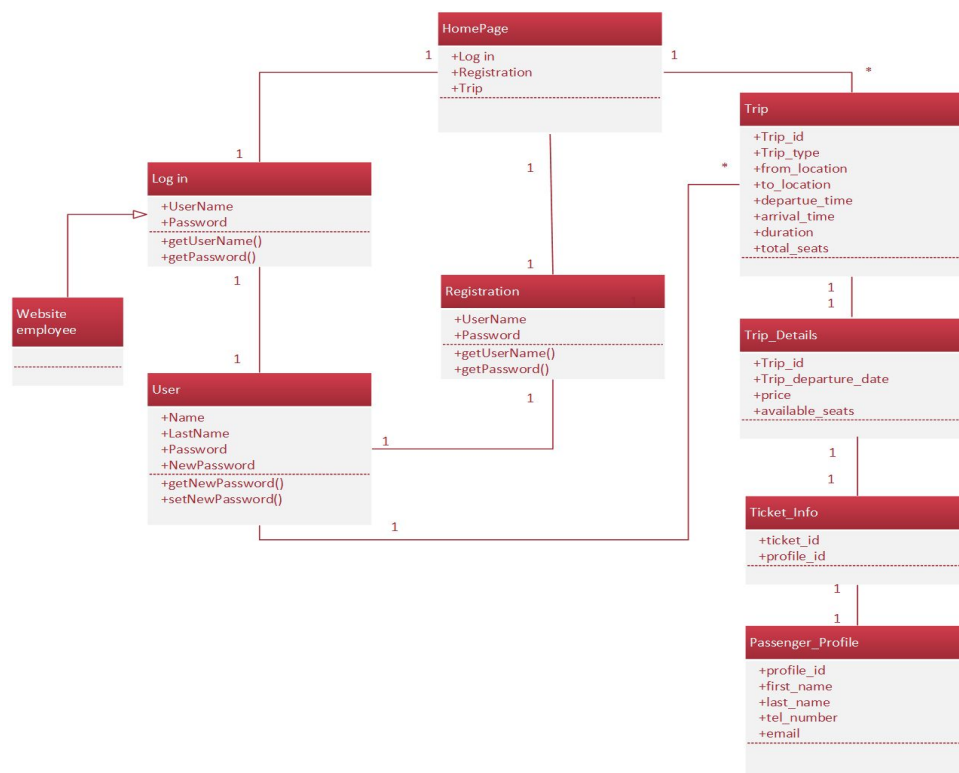 HomePage
+Log in
+Registration
+Trip
1
1
*
1
1
Log in
+UserName
+Password
+getUserName()
+getPassword()
1
Website
employee
1
User
+Name
+LastName
+Password
+NewPassword
+getNewPassword()
+setNewPassword()
1
1
Registration
+UserName
+Password
+getUserName()
+getPassword()
1
1
*
Trip
+Trip_id
+Trip_type
+from_location
+to_location
+departue_time
+arrival_time
+duration
+total_seats
1
1
Trip_Details
+Trip_id
+Trip_departure_date
+price
+available_seats
1
1
Ticket_Info
+ticket_id
+profile_id
1
1
Passenger_Profile
+profile_id
+first_name
+last_name
+tel_number
+email